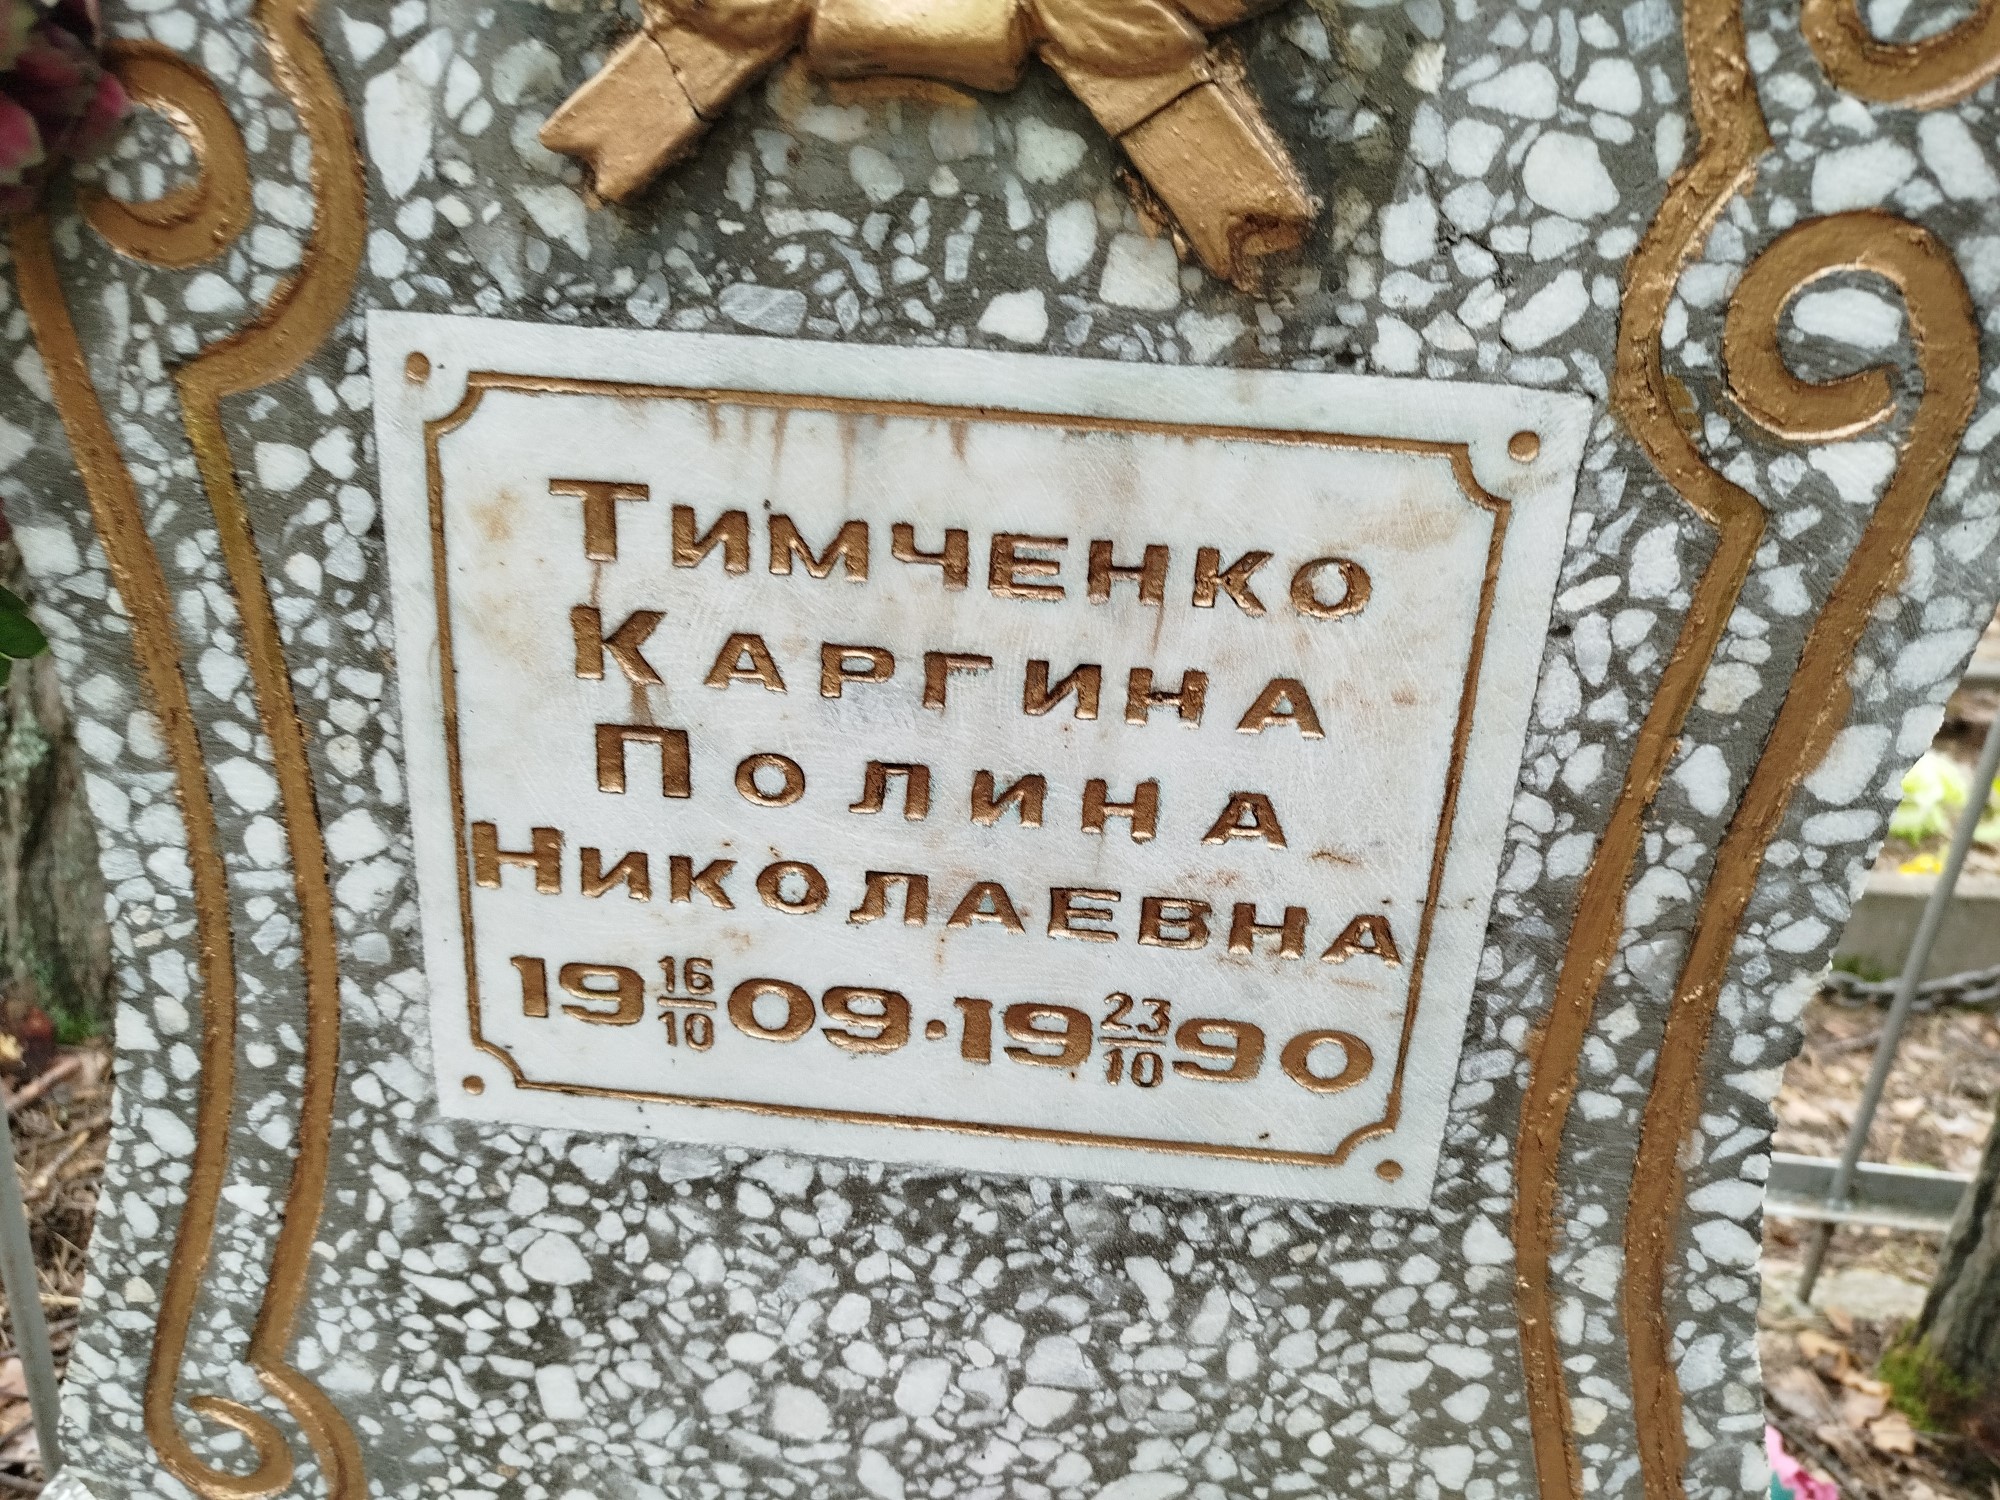 Тимченко
Каргина
Полина
Николаевна
19 16/10 09 · 19 23/10 90